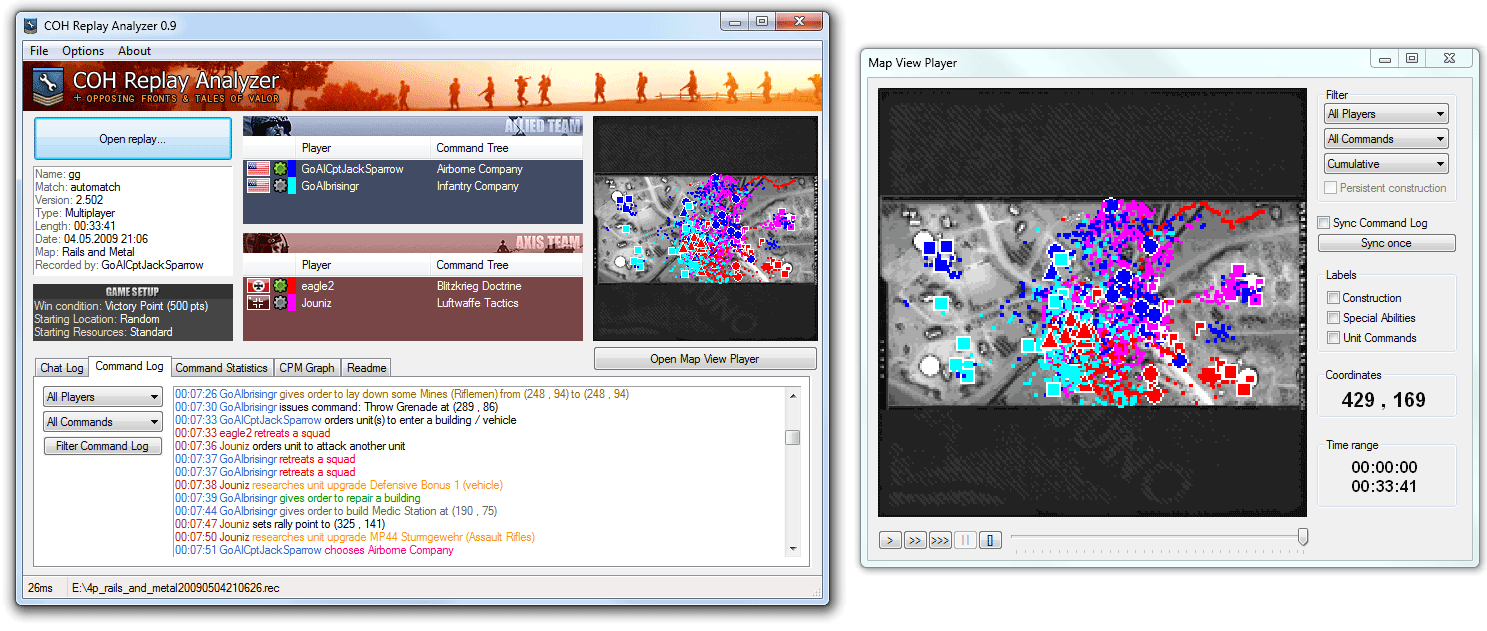 COH Replay Analyzer 0.9
File Options About
COH Replay Analyzer
+ OPPOSING FRONTS & TALES OF VALOR
Open replay...
Name: gg
Match: automatch
Version: 2.502
Type: Multiplayer
Length: 00:33:41
Date: 04.05.2009 21:06
Map: Rails and Metal
Recorded by: GoAlCptJackSparrow
GAME SETUP
Win condition: Victory Point (500 pts)
Starting Location: Random
Starting Resources: Standard
ALLIED TEAM
Player Command Tree
GoAlCptJackSparrow Airborne Company
GoAlbrisingr Infantry Company
AXIS TEAM
Player Command Tree
eagle2 Blitzkrieg Doctrine
Jouniz Luftwaffe Tactics
Open Map View Player
Chat Log Command Log Command Statistics CPM Graph Readme
All Players
All Commands
Filter Command Log
00:07:26 GoAlbrisingr gives order to lay down some Mines (Riflemen) from (248 , 94) to (248 , 94)
00:07:30 GoAlbrisingr issues command: Throw Grenade at (289 , 86)
00:07:33 GoAlCptJackSparrow orders unit(s) to enter a building / vehicle
00:07:33 eagle2 retreats a squad
00:07:36 Jouniz orders unit to attack another unit
00:07:37 GoAlbrisingr retreats a squad
00:07:37 GoAlbrisingr retreats a squad
00:07:38 Jouniz researches unit upgrade Defensive Bonus 1 (vehicle)
00:07:39 GoAlbrisingr gives order to repair a building
00:07:44 GoAlbrisingr gives order to build Medic Station at (190 , 75)
00:07:47 Jouniz sets rally point to (325 , 141)
00:07:50 Jouniz researches unit upgrade MP44 Sturmgewehr (Assault Rifles)
00:07:51 GoAlCptJackSparrow chooses Airborne Company
26ms E:\4p_rails_and_metal20090504210626.rec
Map View Player
Filter
All Players
All Commands
Cumulative
Persistent construction
Sync Command Log
Sync once
Labels
Construction
Special Abilities
Unit Commands
Coordinates
429 , 169
Time range
00:00:00
00:33:41
> >> >>> || []